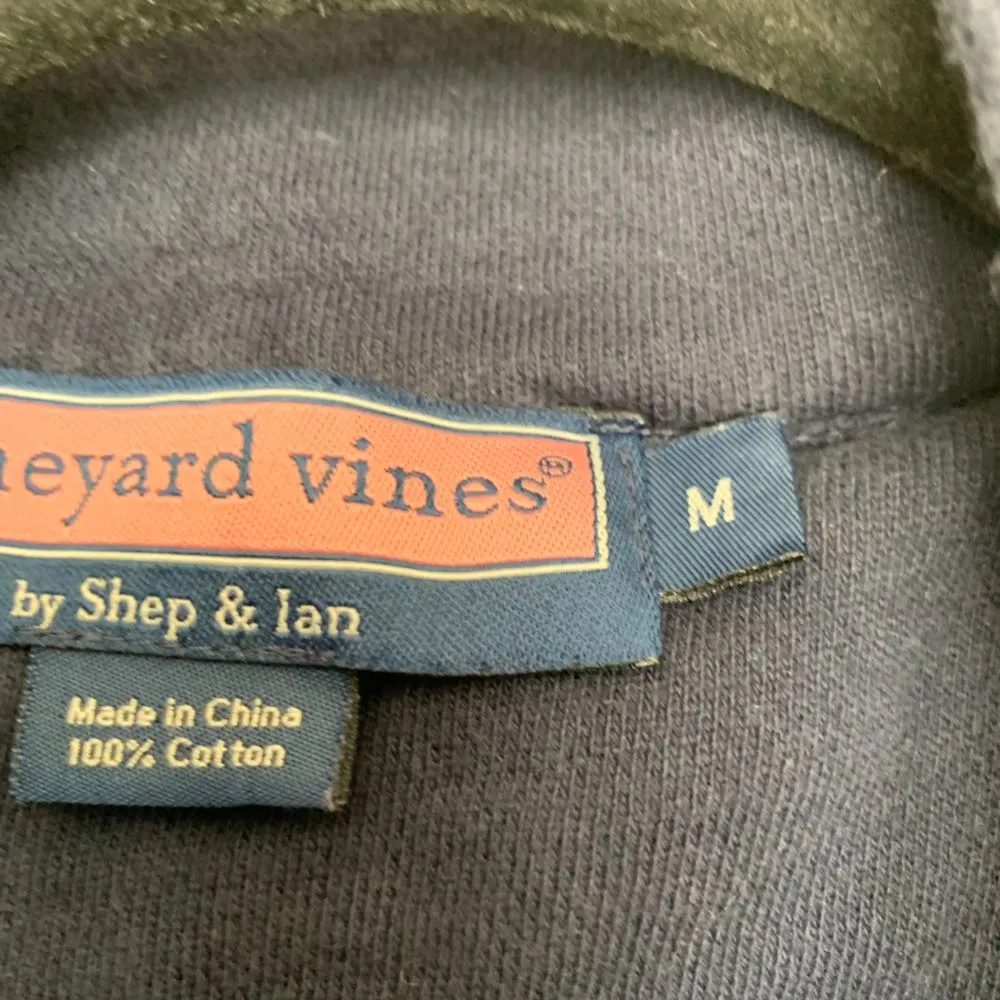 neyard vines®
M
by Shep & Ian
Made in China
100% Cotton